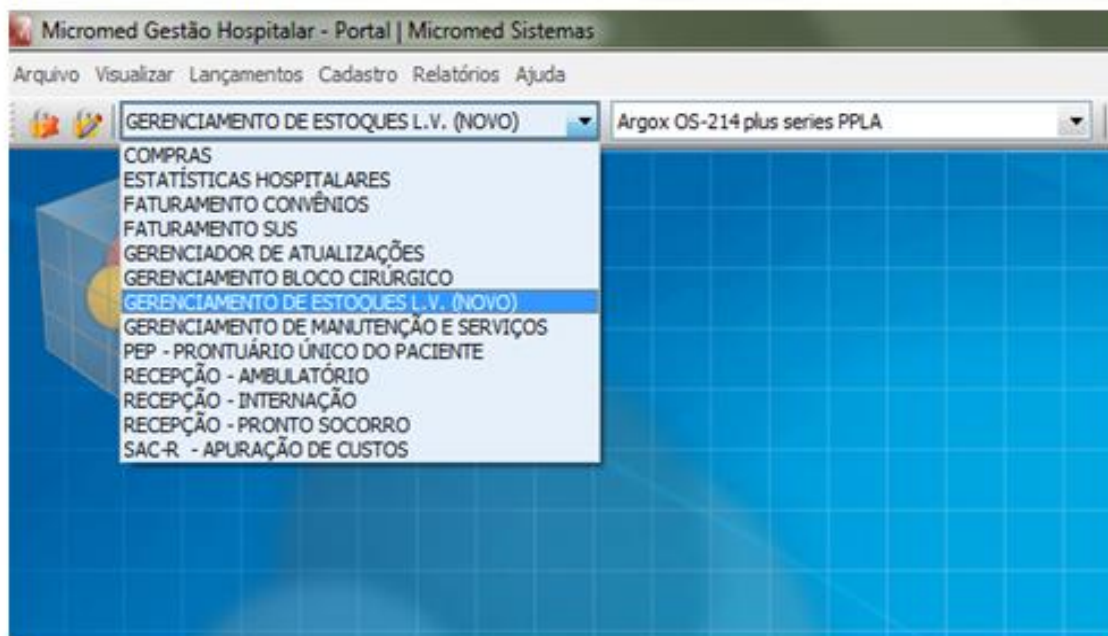 Micromed Gestão Hospitalar - Portal | Micromed Sistemas
Arquivo Visualizar Lançamentos Cadastro Relatórios Ajuda
GERENCIAMENTO DE ESTOQUES L.V. (NOVO) Argox OS-214 plus series PPLA
COMPRAS
ESTATÍSTICAS HOSPITALARES
FATURAMENTO CONVÊNIOS
FATURAMENTO SUS
GERENCIADOR DE ATUALIZAÇÕES
GERENCIAMENTO BLOCO CIRÚRGICO
GERENCIAMENTO DE ESTOQUES L.V. (NOVO)
GERENCIAMENTO DE MANUTENÇÃO E SERVIÇOS
PEP - PRONTUÁRIO ÚNICO DO PACIENTE
RECEPÇÃO - AMBULATÓRIO
RECEPÇÃO - INTERNAÇÃO
RECEPÇÃO - PRONTO SOCORRO
SAC-R - APURAÇÃO DE CUSTOS